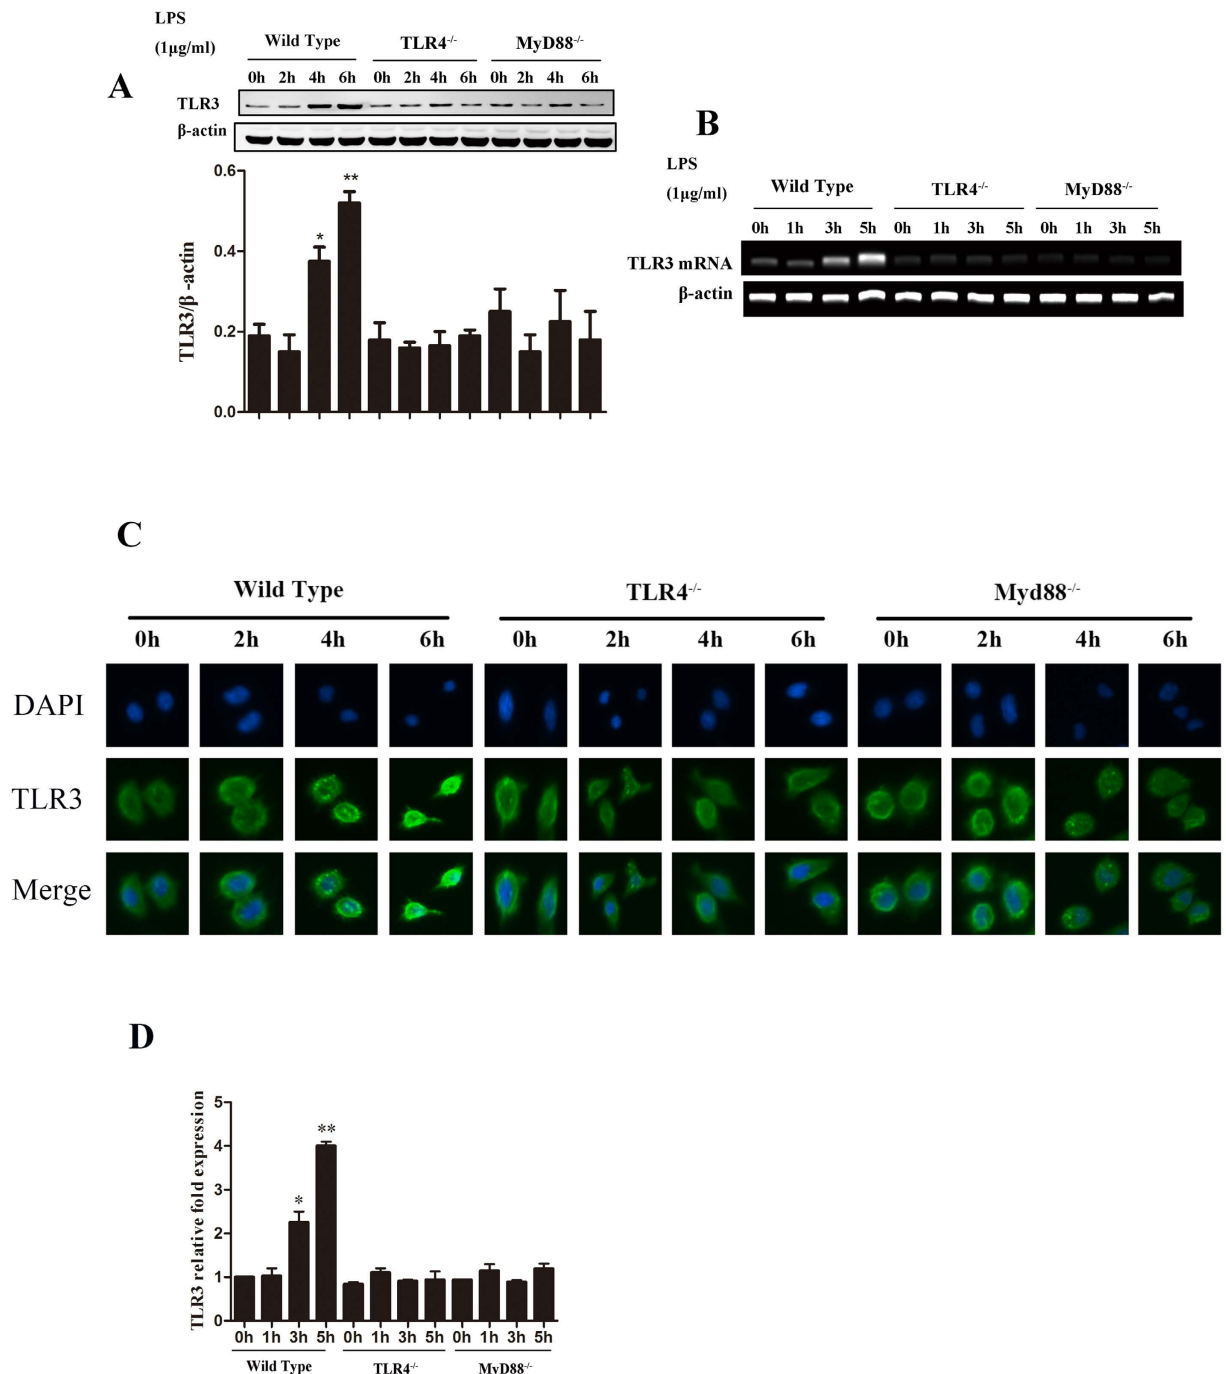 LPS
(1μg/ml)
Wild Type TLR4-/- MyD88-/-
0h 2h 4h 6h 0h 2h 4h 6h 0h 2h 4h 6h
A
TLR3
β-actin
0.6
0.4
0.2
0.0
TLR3/β -actin
* **
B
LPS
(1μg/ml)
Wild Type TLR4-/- MyD88-/-
0h 1h 3h 5h 0h 1h 3h 5h 0h 1h 3h 5h
TLR3 mRNA
β-actin
C
Wild Type TLR4-/- Myd88-/-
0h 2h 4h 6h 0h 2h 4h 6h 0h 2h 4h 6h
DAPI
TLR3
Merge
D
TLR3 relative fold expression
5
4
3
2
1
0
* **
0h 1h 3h 5h 0h 1h 3h 5h 0h 1h 3h 5h
Wild Type TLR4-/- MyD88-/-